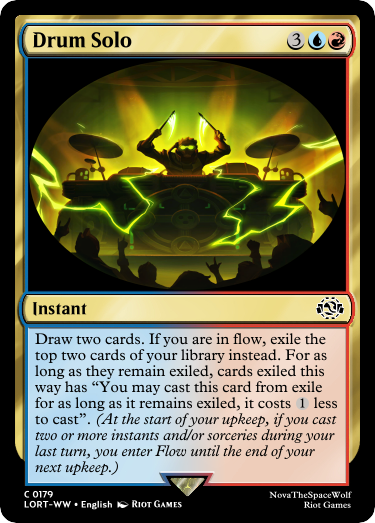 Drum Solo 3
Instant
Draw two cards. If you are in flow, exile the
top two cards of your library instead. For as
long as they remain exiled, cards exiled this
way has “You may cast this card from exile
for as long as it remains exiled, it costs 1 less
to cast”. (At the start of your upkeep, if you
cast two or more instants and/or sorceries during your
last turn, you enter Flow until the end of your
next upkeep.)
C 0179
LORT-WW • English Riot Games
NovaTheSpaceWolf
Riot Games